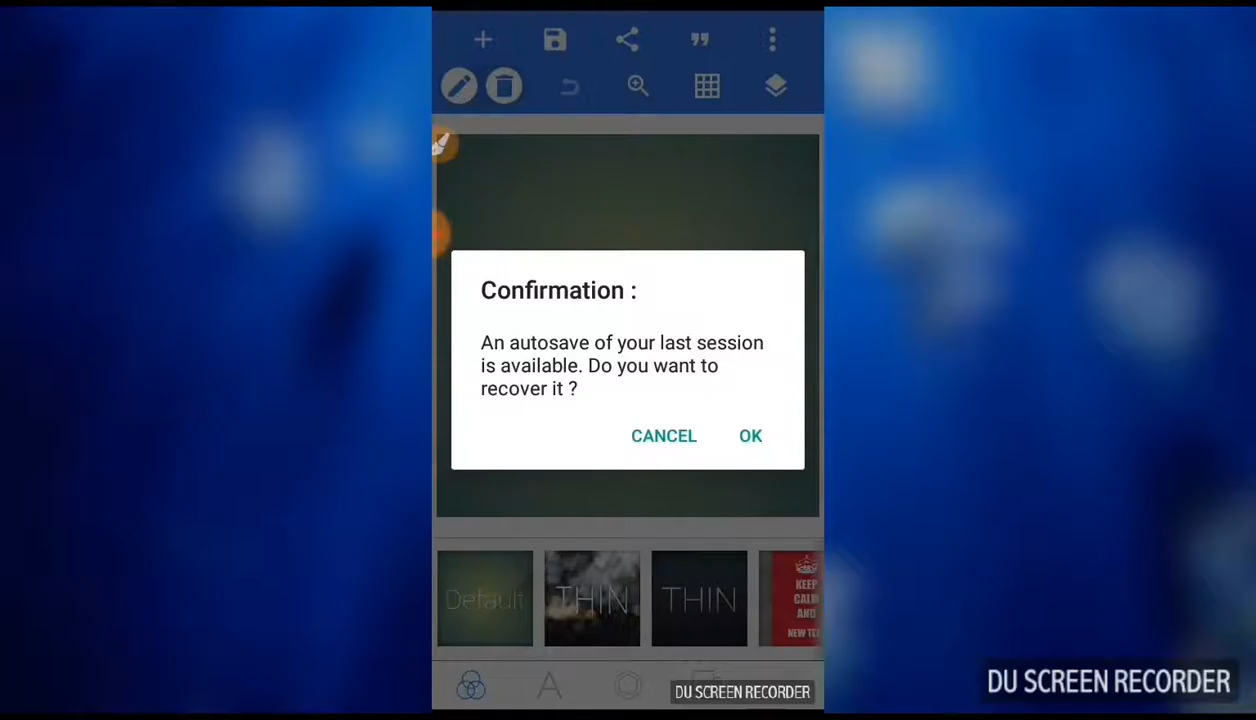 Confirmation :
An autosave of your last session
is available. Do you want to
recover it ?
CANCEL OK
Default
THIN
THIN
KEEP
CALM
AND
A
DU SCREEN RECORDER
DU SCREEN RECORDER